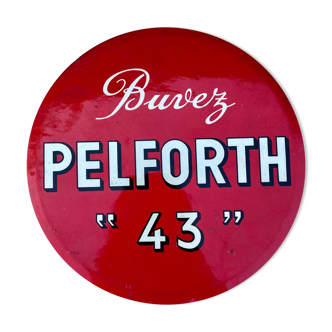 Buvez
PELFORTH
" 43 "